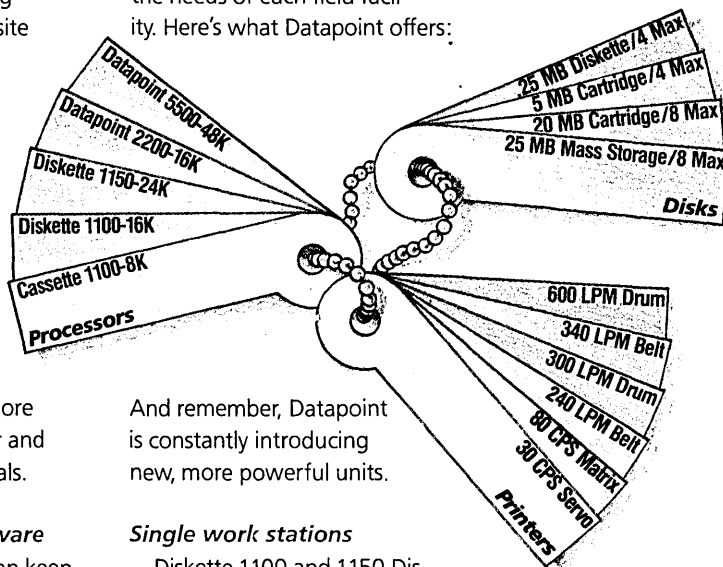 the needs of each field facil-
site
ity. Here's what Datapoint offers:
Datapoint 5500-48K
Datapoint 2200-16K
Diskette 1150-24K
Diskette 1100-16K
Cassette 1100-8K
Processors
.25 MB Diskette/4 Max
5 MB Cartridge/4 Max
20 MB Cartridge/8 Max
25 MB Mass Storage/8 Max
Disks
600 LPM Drum
340 LPM Belt
300 LPM Drum
240 LPM Belt
80 CPS Matrix
30 CPS Servo
Printers
and
And remember, Datapoint
is constantly introducing
new, more powerful units.
Single work stations
keep
Diskette 1100 and 1150 Dis-